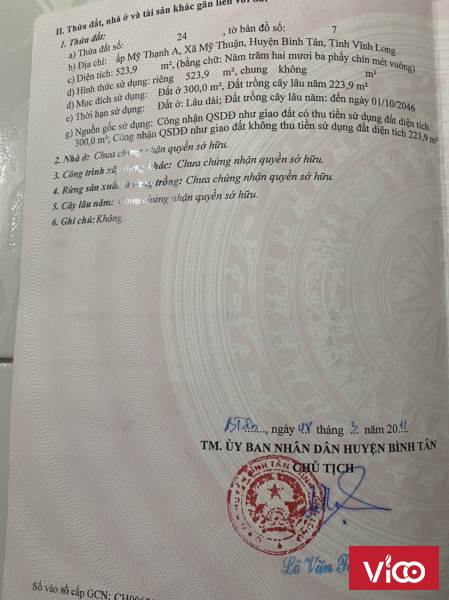 II. Thửa đất, nhà ở và tài sản khác gắn liền với đất
1. Thửa đất:
a) Thửa đất số: 24 , tờ bản đồ số: 7
b) Địa chỉ: ấp Mỹ Thạnh A, Xã Mỹ Thuận, Huyện Bình Tân, Tỉnh Vĩnh Long
c) Diện tích: 523,9 m², (bằng chữ: Năm trăm hai mươi ba phẩy chín mét vuông)
d) Hình thức sử dụng: riêng 523,9 m², chung không m²
đ) Mục đích sử dụng: Đất ở 300,0 m², Đất trồng cây lâu năm 223,9 m²
e) Thời hạn sử dụng: Đất ở: Lâu dài; Đất trồng cây lâu năm: đến ngày 01/10/2046
g) Nguồn gốc sử dụng: Công nhận QSDĐ như giao đất có thu tiền sử dụng đất diện tích
300,0 m²; Công nhận QSDĐ như giao đất không thu tiền sử dụng đất diện tích 223,9 m²
2. Nhà ở: Chưa chứng nhận quyền sở hữu.
3. Công trình xây dựng khác: Chưa chứng nhận quyền sở hữu.
4. Rừng sản xuất là rừng trồng: Chưa chứng nhận quyền sở hữu.
5. Cây lâu năm: Chưa chứng nhận quyền sở hữu.
6. Ghi chú: Không.
B Tân, ngày 08 tháng 3 năm 2011
TM. ỦY BAN NHÂN DÂN HUYỆN BÌNH TÂN
CHỦ TỊCH
Lê Văn
Số vào sổ cấp GCN: CH006
ViCO